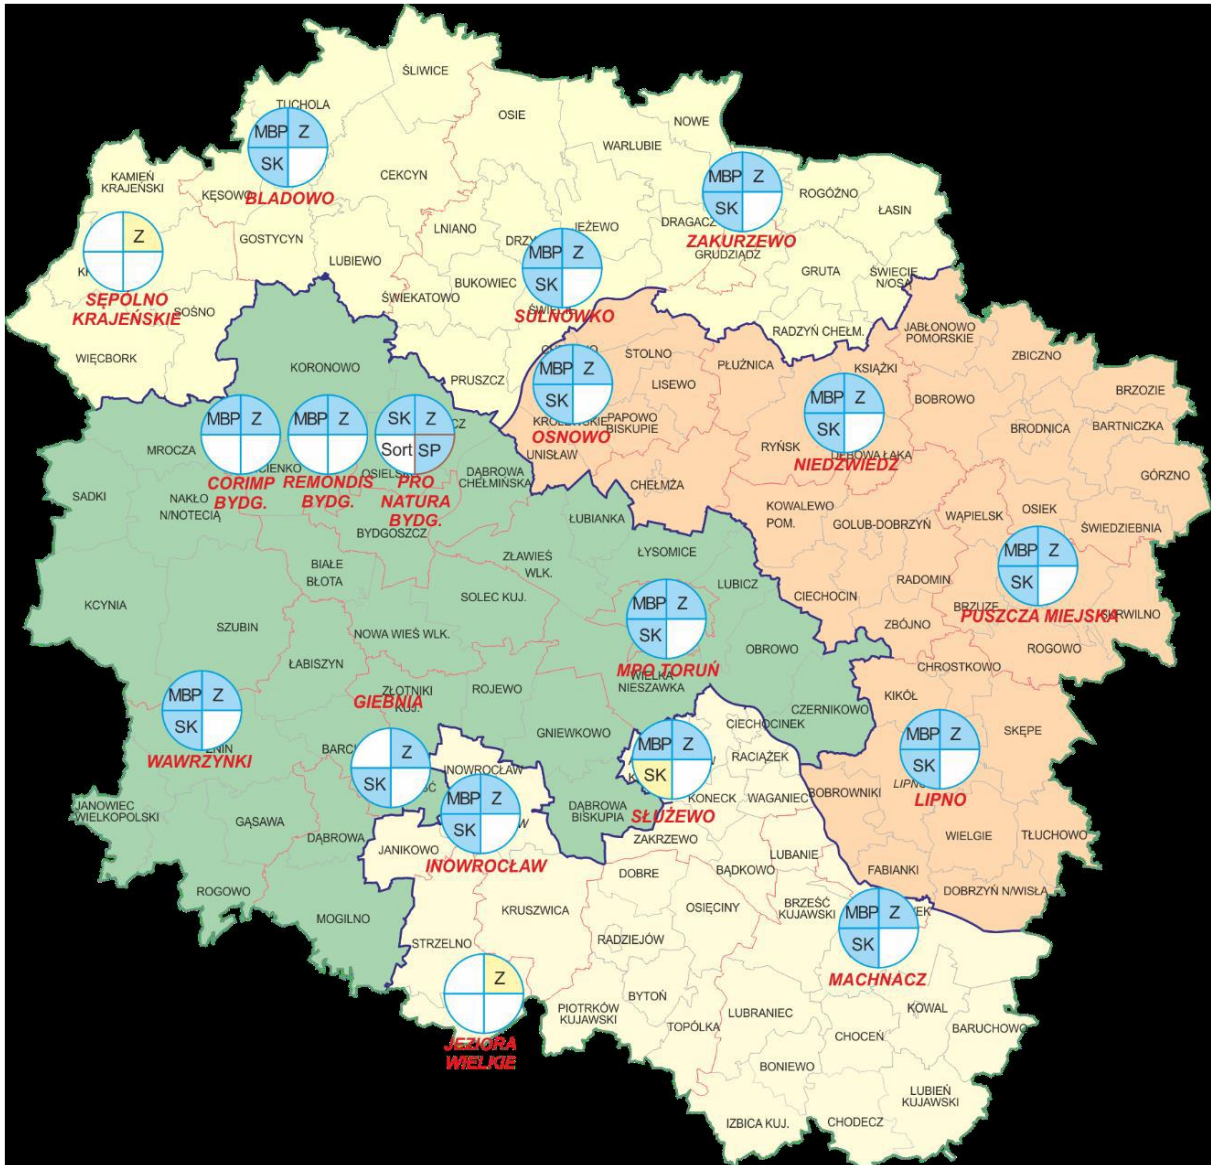 ŚLIWICE
TUCHOLA
OSIE
NOWE
WARLUBIE
MBP Z
SK
BLADOWO
KAMIEŃ
KRAJEŃSKI
KĘSOWO
CEKCYN
MBP Z
SK
ZAKURZEWO
ROGÓŹNO
ŁASIN
DRAGACZ
GRUDZIĄDZ
Z
SĘPOLNO
KRAJEŃSKIE
GOSTYCYN
LUBIEWO
LNIANO
BUKOWIEC
ŚWIEKATOWO
MBP Z
SK
SULNÓWKO
GRUTA
ŚWIECIE
N/OSĄ
RADZYŃ CHEŁM.
SOŚNO
WIĘCBORK
PRUSZCZ
KORONOWO
STOLNO
LISEWO
PŁUŻNICA
KSIĄŻKI
JABŁONOWO
POMORSKIE
ZBICZNO
BRZOZIE
BOBROWO
BRODNICA
BARTNICZKA
GÓRZNO
MBP Z
SK
OSNOWO
PAPOWO
BISKUPIE
UNISŁAW
CHEŁMŻA
MBP Z
SK
NIEDŹWIEDŹ
RYŃSK
DĘBOWA ŁĄKA
MROCZA
MBP Z
CORIMP
BYDG.
MBP Z
REMONDIS
BYDG.
SK Z
Sort SP
PRO
NATURA
BYDG.
DĄBROWA
CHEŁMIŃSKA
SADKI
NAKŁO
N/NOTECIĄ
BYDGOSZCZ
ŁUBIANKA
KOWALEWO
POM.
GOLUB-DOBRZYŃ
WĄPIELSK
OSIEK
ŚWIEDZIEBNIA
BIAŁE
BŁOTA
ZŁAWIEŚ
WLK.
ŁYSOMICE
LUBICZ
MBP Z
SK
PUSZCZA MIEJSKA
RADOMIN
CIECHOCIN
BRZUZE
SKRWILNO
ZBÓJNO
ROGOWO
KCYNIA
SZUBIN
SOLEC KUJ.
NOWA WIEŚ WLK.
MBP Z
SK
MPO TORUŃ
WIELKA
NIESZAWKA
OBROWO
CZERNIKOWO
CHROSTKOWO
KIKÓŁ
SKĘPE
ŁABISZYN
ZŁOTNIKI
KUJ.
GIEBNIA
ROJEWO
GNIEWKOWO
MBP Z
SK
WAWRZYNKI
Z
SK
INOWROCŁAW
MBP Z
SK
INOWROCŁAW
MBP Z
SK
SŁUŻEWO
CIECHOCINEK
RACIĄŻEK
KONECK
WAGANIEC
ZAKRZEWO
MBP Z
SK
LIPNO
LIPNO
BOBROWNIKI
WIELGIE
TŁUCHOWO
FABIANKI
DOBRZYŃ N/WISŁĄ
JANOWIEC
WIELKOPOLSKI
GĄSAWA
DĄBROWA
ROGOWO
MOGILNO
JANIKOWO
DĄBROWA
BISKUPIA
DOBRE
BĄDKOWO
LUBANIE
BRZEŚĆ
KUJAWSKI
OSIĘCINY
KRUSZWICA
STRZELNO
RADZIEJÓW
BYTOŃ
MBP Z
SK
MACHNACZ
Z
JEZIORA
WIELKIE
PIOTRKÓW
KUJAWSKI
TOPÓLKA
LUBRANIEC
KOWAL
BARUCHOWO
CHOCEŃ
BONIEWO
LUBIEŃ
KUJAWSKI
IZBICA KUJ.
CHODECZ